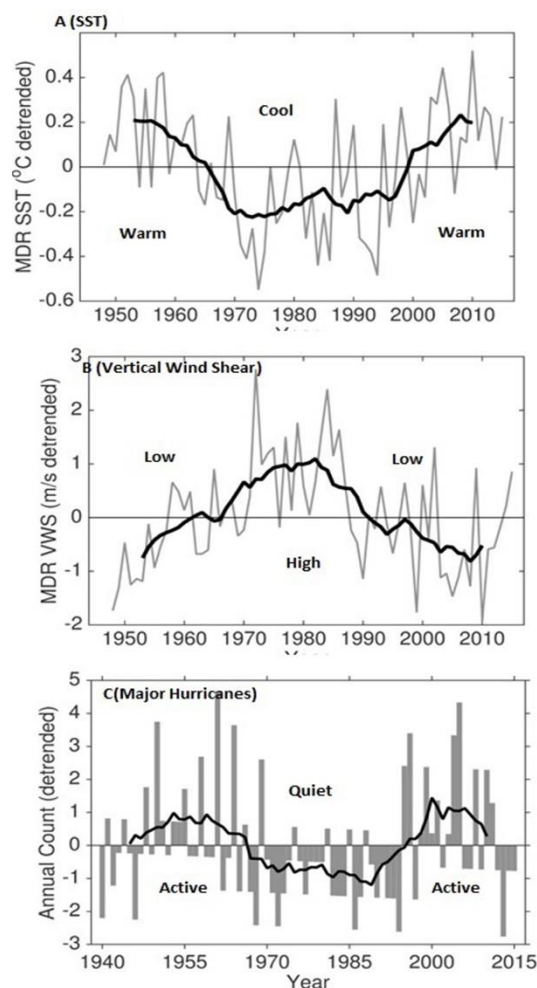 A (SST)
0.4
0.2
0
-0.2
-0.4
-0.6
MDR SST (°C detrended)
Cool
Warm
Warm
1950 1960 1970 1980 1990 2000 2010
B (Vertical Wind Shear)
3
2
1
0
-1
-2
MDR VWS (m/s detrended)
Low
Low
High
1950 1960 1970 1980 1990 2000 2010
C(Major Hurricanes)
5
4
3
2
1
0
-1
-2
-3
Annual Count (detrended)
Quiet
Active
Active
1940 1955 1970 1985 2000 2015
Year